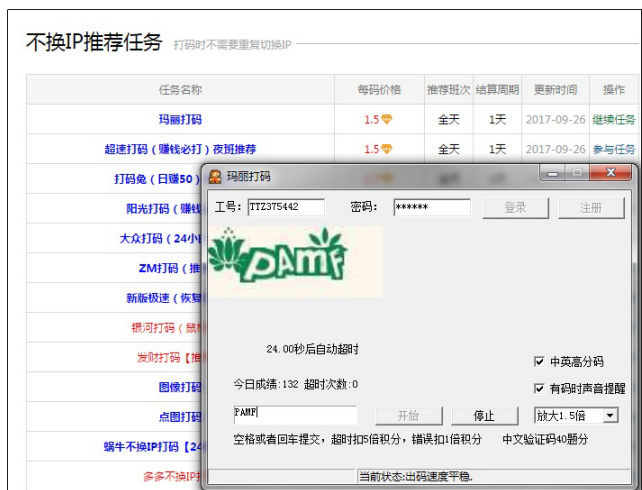 不换IP推荐任务 打码时不需要重复切换IP
任务名称 每码价格 推荐班次 结算周期 更新时间 操作
玛丽打码 1.5 全天 1天 2017-09-26 继续任务
超速打码（赚钱必打）夜班推荐 1.5 全天 1天 2017-09-26 参与任务
打码兔（日赚50）
阳光打码（赚钱
大众打码（24小
ZM打码（推
新版极速（恢复
银河打码（鼠
发财打码【推
图像打码
点图打码
蜗牛不换IP打码【24
多多不换IP
玛丽打码
工号: TTZ375442 密码: ****** 登录 注册
PAMF
24.00秒后自动超时
中英高分码
今日成绩:132 超时次数:0
有码时声音提醒
PAMF 开始 停止 放大1.5倍
空格或者回车提交，超时扣5倍积分，错误扣1倍积分 中文验证码40题分
当前状态:出码速度平稳.